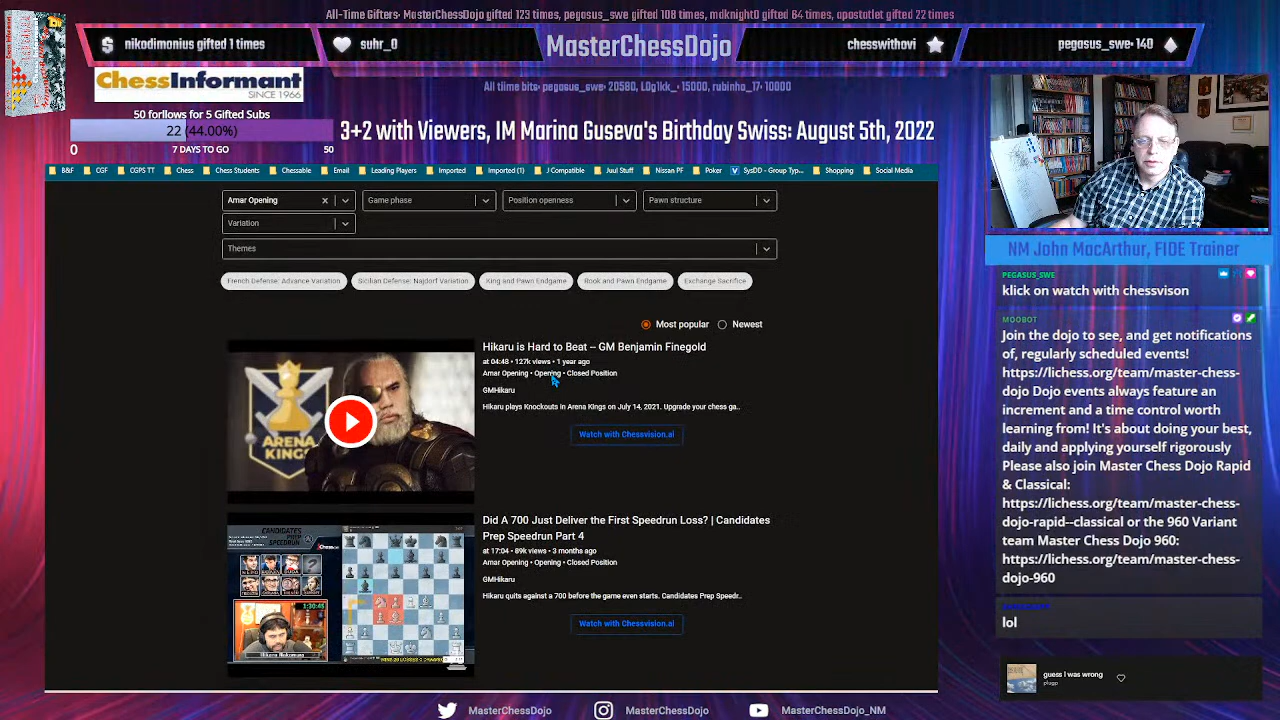 All-Time Gifters• MasterChessDojo gifted 123 times, pegasus_swe gifted 108 times, mdknight0 gifted 64 times, apostatlet gifted 22 times
nikodimonius gifted 1 times
suhr_0
MasterChessDojo
chesswithovi
pegasus_swe• 140
ChessInformant
SINCE 1966
All tiime bits• pegasus_swe• 20580, L0g1kk_• 15000, rubinho_17• 10000
50 forllows for 5 Gifted Subs
22 (44.00%)
0
7 DAYS TO GO
50
3+2 with Viewers, IM Marina Guseva's Birthday Swiss: August 5th, 2022
B&F CGF CGPS TT Chess Chess Students Chessable Email Leading Players Imported Imported (1) J Compatible Juul Stuff Nissan PF Poker SysDD - Group Typ... Shopping Social Media
Amar Opening Game phase Position openness Pawn structure
Variation
Themes
French Defense: Advance Variation Sicilian Defense: Najdorf Variation King and Pawn Endgame Rook and Pawn Endgame Exchange Sacrifice
Most popular Newest
ARENA
KINGS
Hikaru is Hard to Beat – GM Benjamin Finegold
at 04:48 • 127k views • 1 year ago
Amar Opening • Opening • Closed Position
GMHikaru
Hikaru plays Knockouts in Arena Kings on July 14, 2021. Upgrade your chess ga..
Watch with Chessvision.ai
CANDIDATES
PREP SPEEDRUN
1:30:45
Hikaru Nakamura
Did A 700 Just Deliver the First Speedrun Loss? | Candidates
Prep Speedrun Part 4
at 17:04 • 89k views • 3 months ago
Amar Opening • Opening • Closed Position
GMHikaru
Hikaru quits against a 700 before the game even starts. Candidates Prep Speedr..
Watch with Chessvision.ai
NM John MacArthur, FIDE Trainer
PEGASUS_SWE
klick on watch with chessvison
MOOBOT
Join the dojo to see, and get notifications
of, regularly scheduled events!
https://lichess.org/team/master-chess-
dojo Dojo events always feature an
increment and a time control worth
learning from! It's about doing your best,
daily and applying yourself rigorously
Please also join Master Chess Dojo Rapid
& Classical:
https://lichess.org/team/master-chess-
dojo-rapid--classical or the 960 Variant
team Master Chess Dojo 960:
https://lichess.org/team/master-chess-
dojo-960
lol
guess I was wrong
plugp
MasterChessDojo
MasterChessDojo
MasterChessDojo_NM